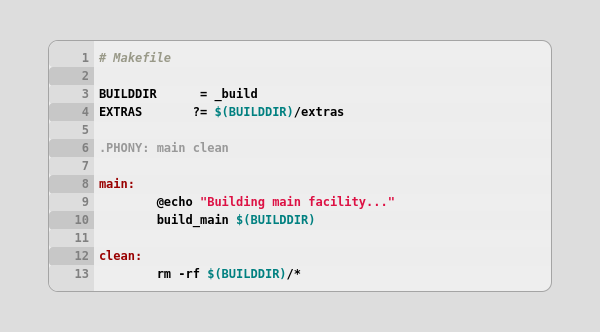 1 # Makefile
2
3 BUILDDIR      = _build
4 EXTRAS       ?= $(BUILDDIR)/extras
5
6 .PHONY: main clean
7
8 main:
9         @echo "Building main facility..."
10         build_main $(BUILDDIR)
11
12 clean:
13         rm -rf $(BUILDDIR)/*